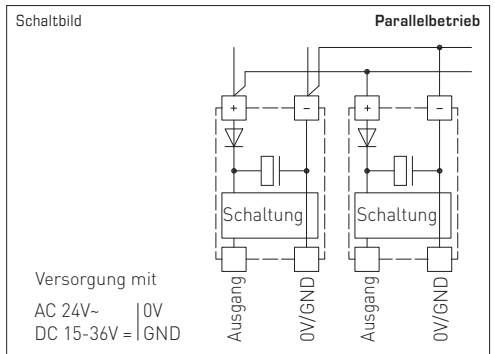 Schaltbild
Parallelbetrieb
+
–
+
–
Schaltung
Schaltung
Versorgung mit
AC 24V~ | 0V
DC 15-36V = | GND
Ausgang
0V/GND
Ausgang
0V/GND